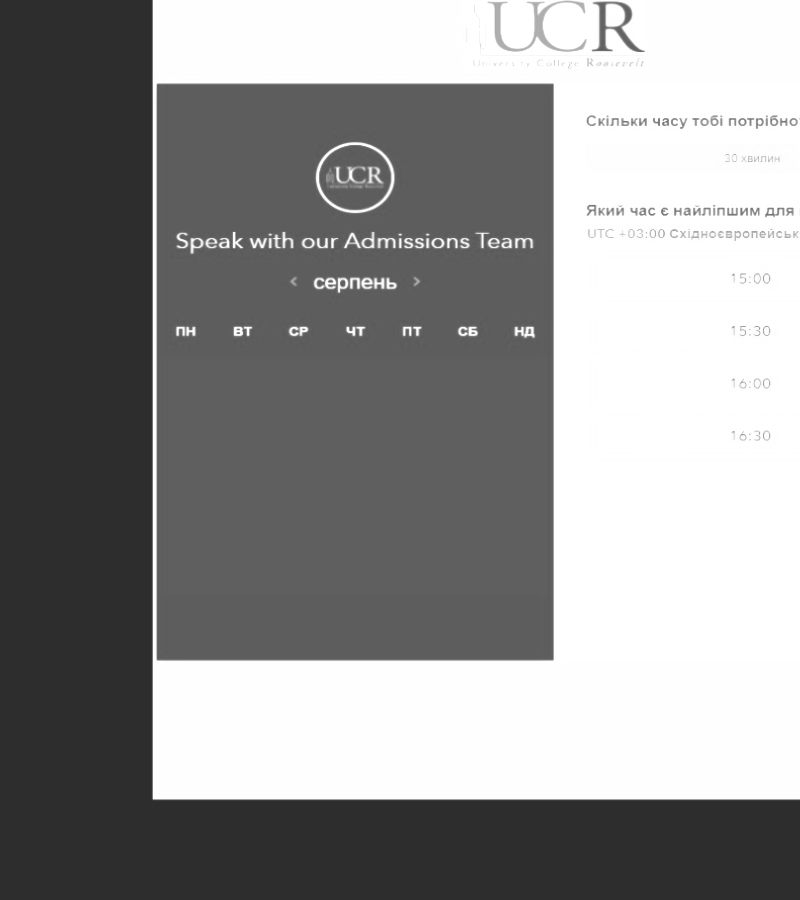 UCR
University College Roosevelt
UCR
Speak with our Admissions Team
< серпень >
ПН ВТ СР ЧТ ПТ СБ НД
Скільки часу тобі потрібно
30 хвилин
Який час є найліпшим для
UTC +03:00 Східноєвропейськ
15:00
15:30
16:00
16:30